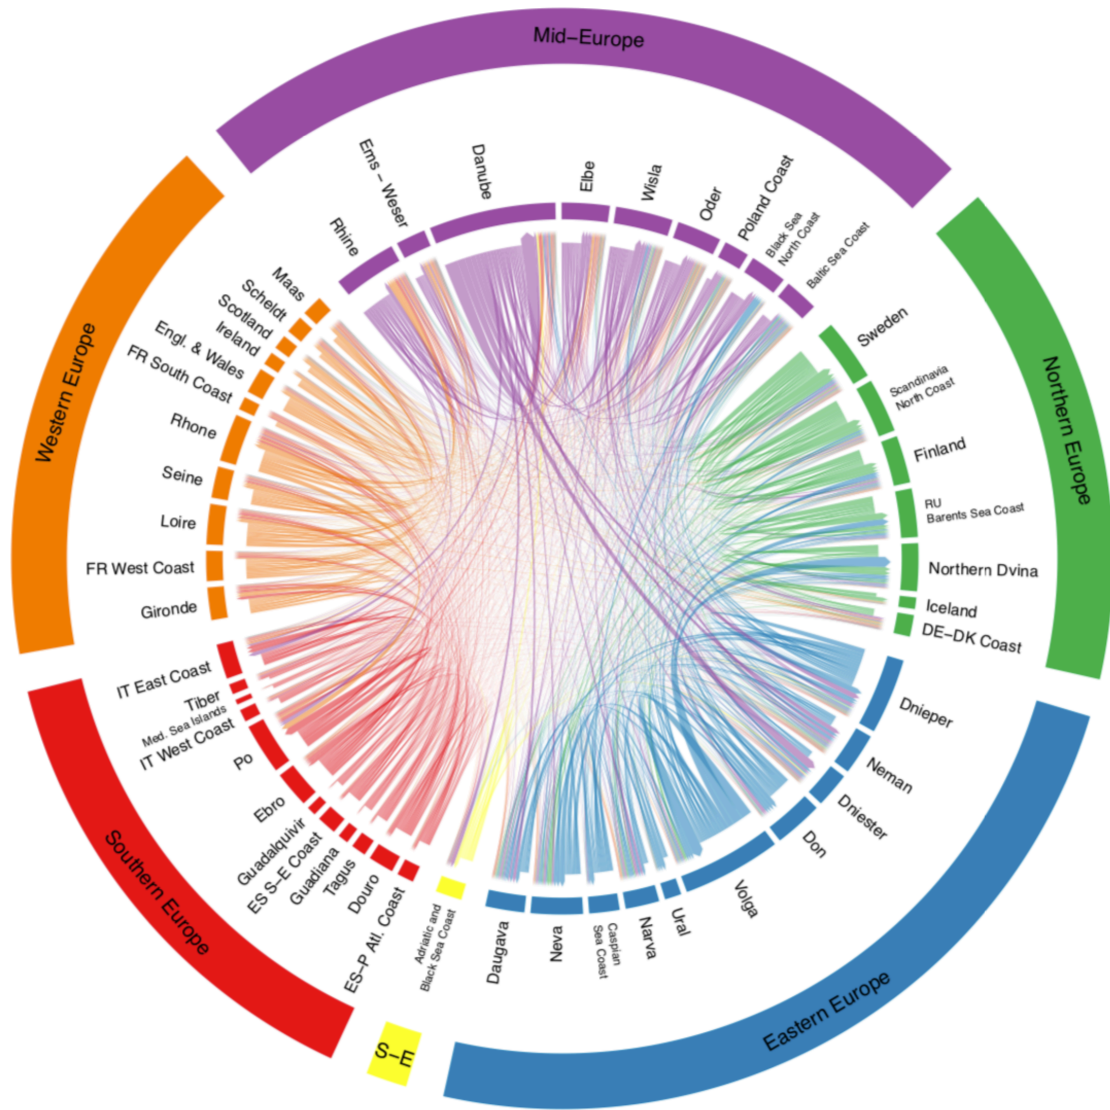 Mid–Europe
Rhine
Ems – Weser
Danube
Elbe
Wisla
Oder
Poland Coast
Black Sea
North Coast
Baltic Sea Coast
Northern Europe
Sweden
Scandinavia
North Coast
Finland
RU
Barents Sea Coast
Northern Dvina
Iceland
DE–DK Coast
Eastern Europe
Dnieper
Neman
Dniester
Don
Volga
Ural
Narva
Caspian
Sea Coast
Neva
Daugava
S–E
Adriatic and
Black Sea Coast
Southern Europe
ES–P Atl. Coast
Douro
Tagus
Guadiana
ES S–E Coast
Guadalquivir
Ebro
Po
IT West Coast
Med. Sea Islands
Tiber
IT East Coast
Western Europe
Gironde
FR West Coast
Loire
Seine
Rhone
FR South Coast
Engl. & Wales
Ireland
Scotland
Scheldt
Maas